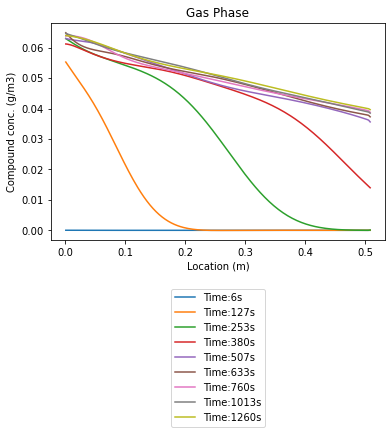 Gas Phase
Compound conc. (g/m3)
0.06
0.05
0.04
0.03
0.02
0.01
0.00
0.0 0.1 0.2 0.3 0.4 0.5
Location (m)
Time:6s
Time:127s
Time:253s
Time:380s
Time:507s
Time:633s
Time:760s
Time:1013s
Time:1260s